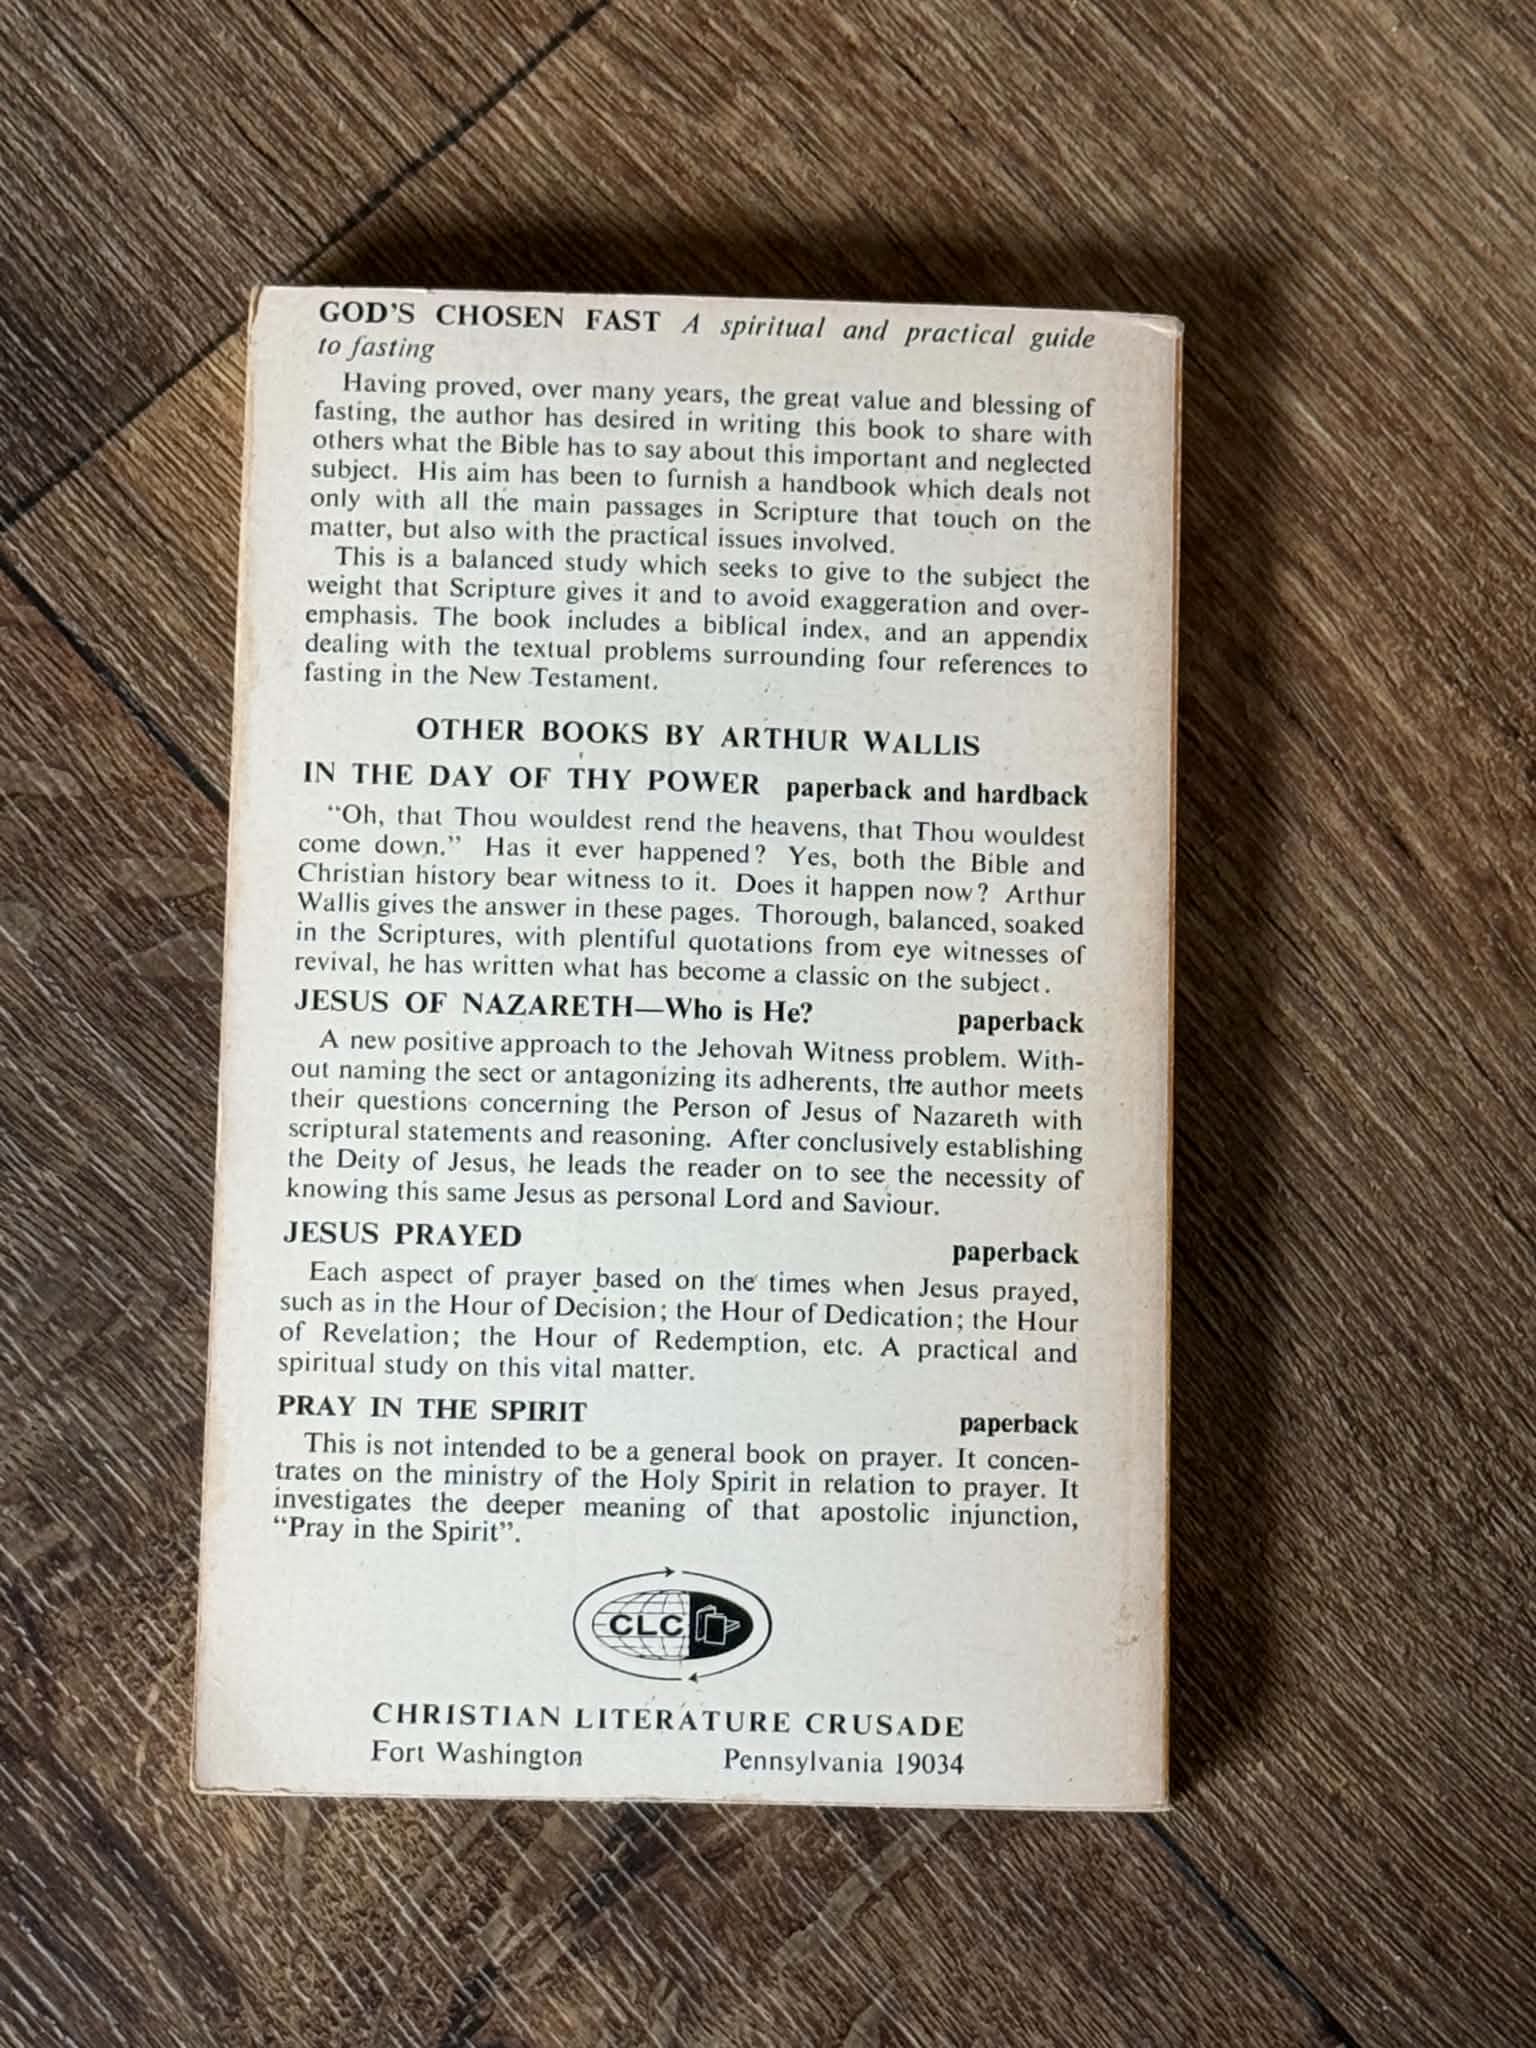 GOD'S CHOSEN FAST A spiritual and practical guide
to fasting
Having proved, over many years, the great value and blessing of
fasting, the author has desired in writing this book to share with
others what the Bible has to say about this important and neglected
subject. His aim has been to furnish a handbook which deals not
only with all the main passages in Scripture that touch on the
matter, but also with the practical issues involved.
This is a balanced study which seeks to give to the subject the
weight that Scripture gives it and to avoid exaggeration and over-
emphasis. The book includes a biblical index, and an appendix
dealing with the textual problems surrounding four references to
fasting in the New Testament.
OTHER BOOKS BY ARTHUR WALLIS
IN THE DAY OF THY POWER paperback and hardback
“Oh, that Thou wouldest rend the heavens, that Thou wouldest
come down.” Has it ever happened? Yes, both the Bible and
Christian history bear witness to it. Does it happen now? Arthur
Wallis gives the answer in these pages. Thorough, balanced, soaked
in the Scriptures, with plentiful quotations from eye witnesses of
revival, he has written what has become a classic on the subject.
JESUS OF NAZARETH—Who is He? paperback
A new positive approach to the Jehovah Witness problem. With-
out naming the sect or antagonizing its adherents, the author meets
their questions concerning the Person of Jesus of Nazareth with
scriptural statements and reasoning. After conclusively establishing
the Deity of Jesus, he leads the reader on to see the necessity of
knowing this same Jesus as personal Lord and Saviour.
JESUS PRAYED paperback
Each aspect of prayer based on the times when Jesus prayed,
such as in the Hour of Decision; the Hour of Dedication; the Hour
of Revelation; the Hour of Redemption, etc. A practical and
spiritual study on this vital matter.
PRAY IN THE SPIRIT paperback
This is not intended to be a general book on prayer. It concen-
trates on the ministry of the Holy Spirit in relation to prayer. It
investigates the deeper meaning of that apostolic injunction,
“Pray in the Spirit”.
CLC
CHRISTIAN LITERATURE CRUSADE
Fort Washington Pennsylvania 19034